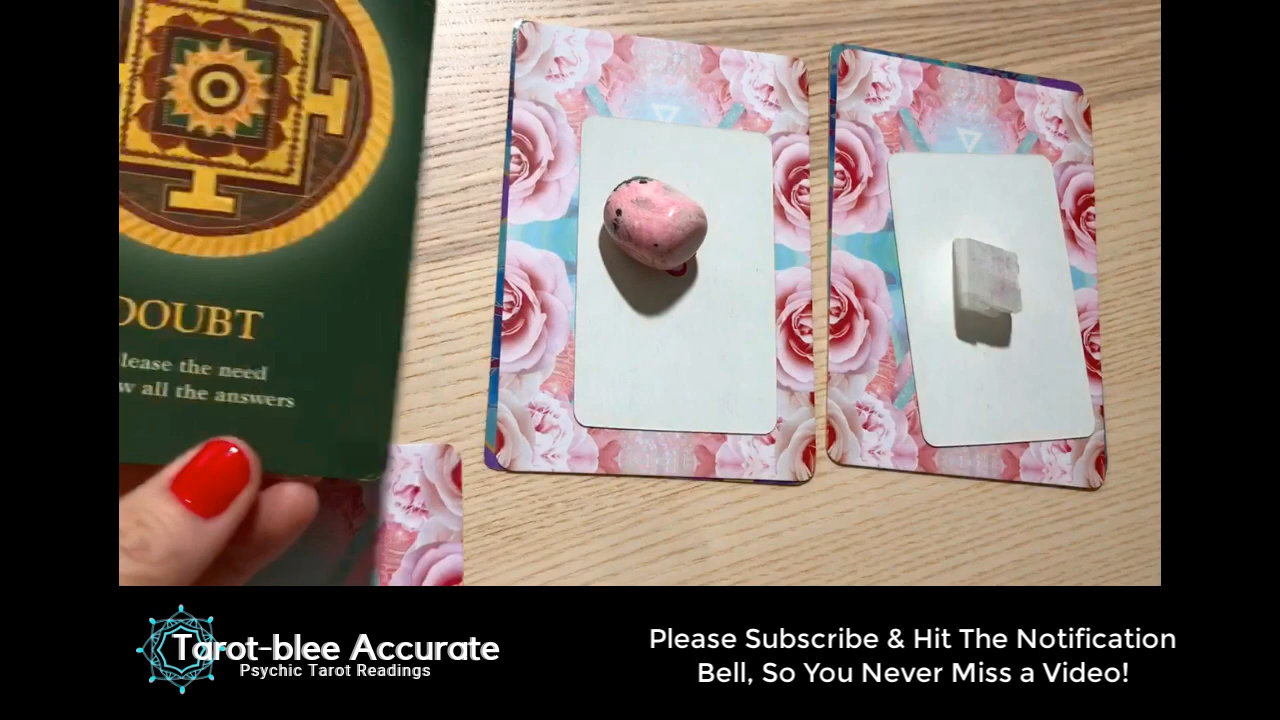 DOUBT
lease the need
w all the answers
Tarot-blee Accurate
Psychic Tarot Readings
Please Subscribe & Hit The Notification
Bell, So You Never Miss a Video!